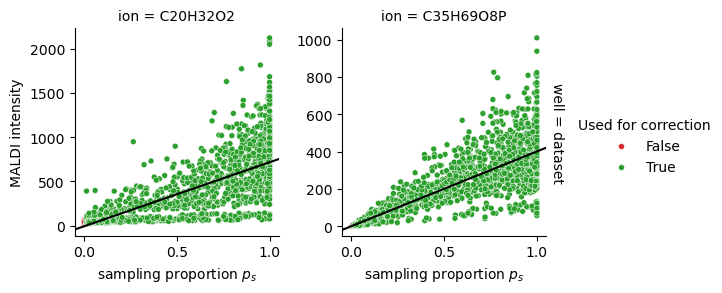 ion = C20H32O2
ion = C35H69O8P
MALDI intensity
2000
1500
1000
500
0
0.0
0.5
1.0
sampling proportion pₛ
1000
800
600
400
200
0
0.0
0.5
1.0
sampling proportion pₛ
well = dataset
Used for correction
False
True